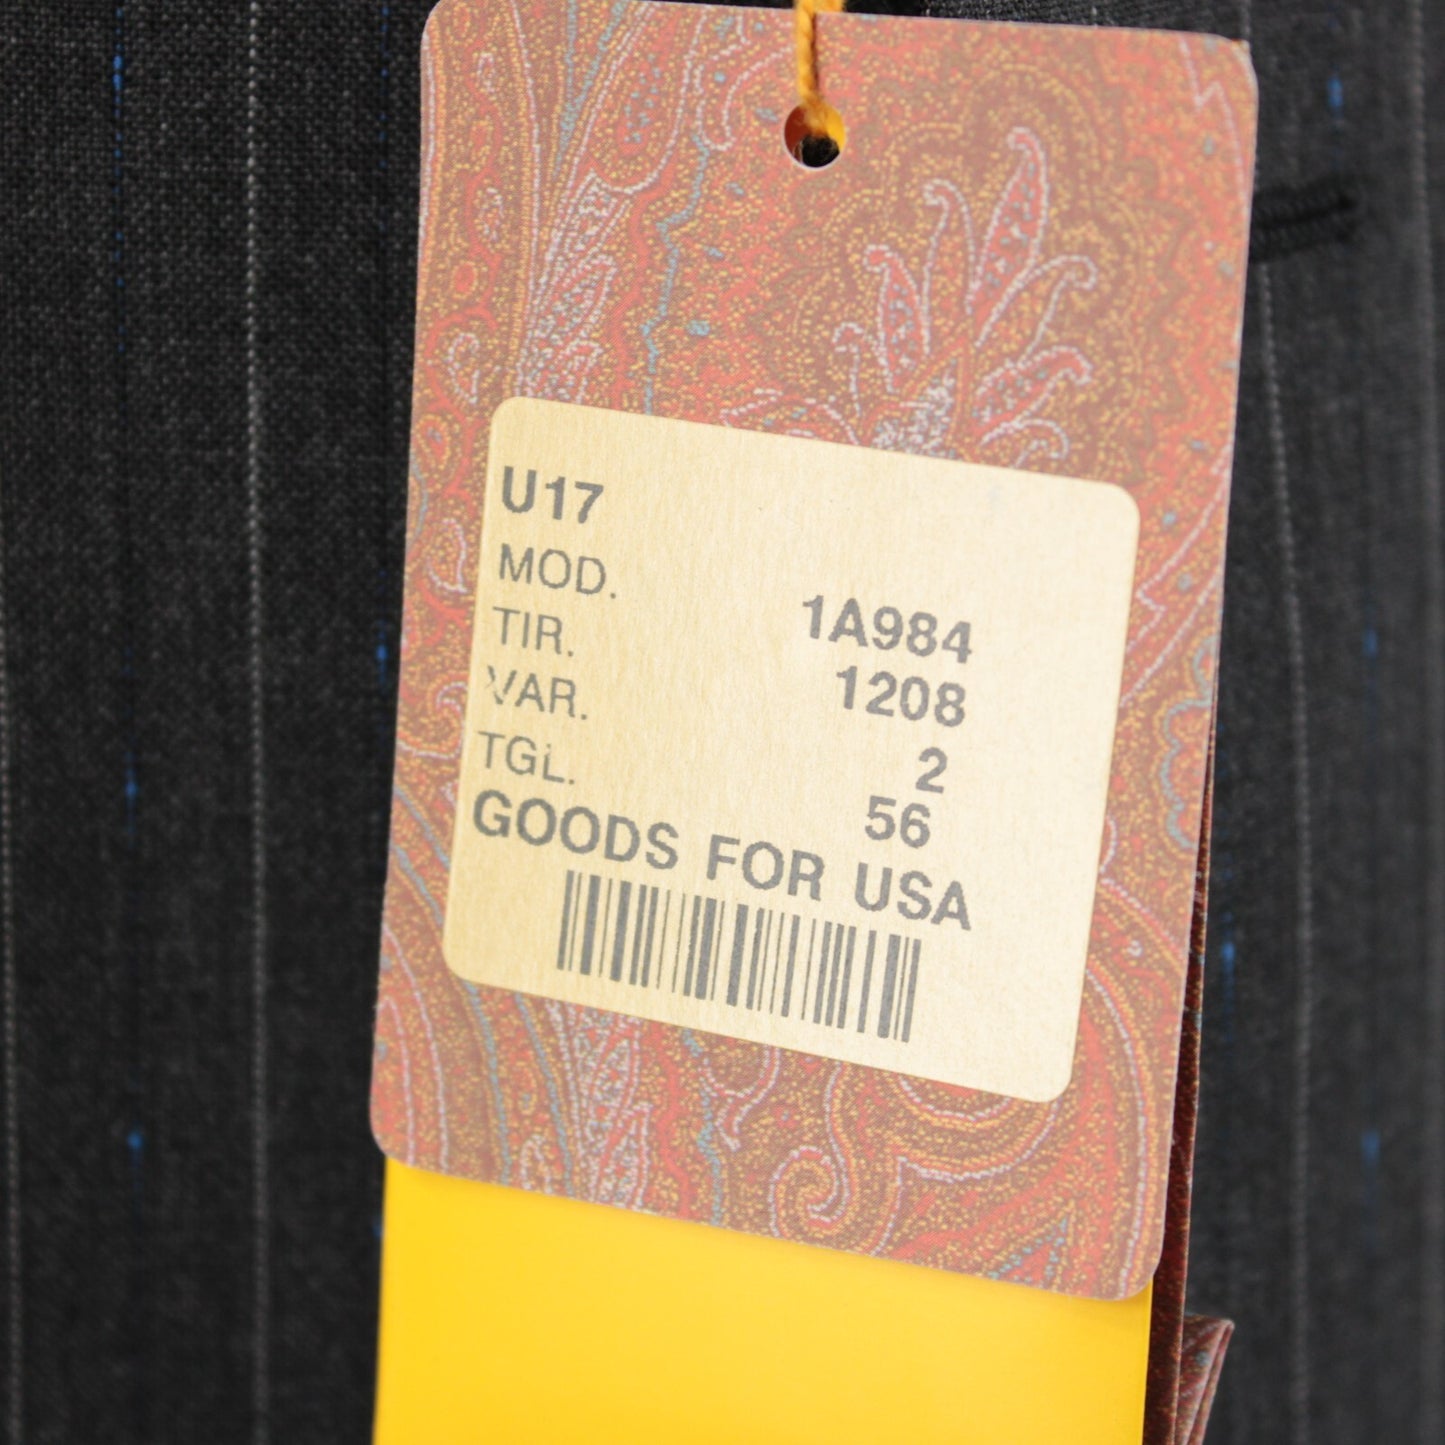 U17
MOD. 1A984
TIR. 1208
VAR. 2
TGL. 56
GOODS FOR USA